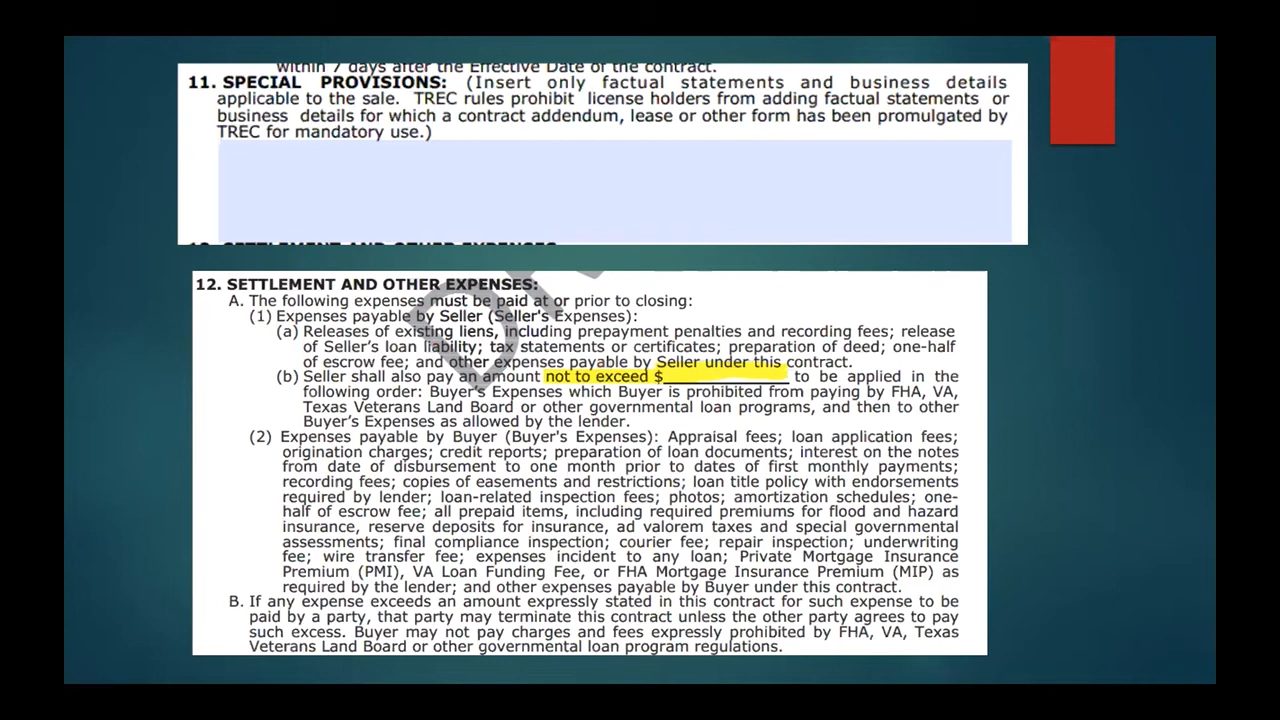 within 7 days after the Effective Date of the contract.
11. SPECIAL PROVISIONS: (Insert only factual statements and business details
applicable to the sale. TREC rules prohibit license holders from adding factual statements or
business details for which a contract addendum, lease or other form has been promulgated by
TREC for mandatory use.)
12. SETTLEMENT AND OTHER EXPENSES:
12. SETTLEMENT AND OTHER EXPENSES:
A. The following expenses must be paid at or prior to closing:
(1) Expenses payable by Seller (Seller's Expenses):
(a) Releases of existing liens, including prepayment penalties and recording fees; release
of Seller's loan liability; tax statements or certificates; preparation of deed; one-half
of escrow fee; and other expenses payable by Seller under this contract.
(b) Seller shall also pay an amount not to exceed $____________ to be applied in the
following order: Buyer's Expenses which Buyer is prohibited from paying by FHA, VA,
Texas Veterans Land Board or other governmental loan programs, and then to other
Buyer's Expenses as allowed by the lender.
(2) Expenses payable by Buyer (Buyer's Expenses): Appraisal fees; loan application fees;
origination charges; credit reports; preparation of loan documents; interest on the notes
from date of disbursement to one month prior to dates of first monthly payments;
recording fees; copies of easements and restrictions; loan title policy with endorsements
required by lender; loan-related inspection fees; photos; amortization schedules; one-
half of escrow fee; all prepaid items, including required premiums for flood and hazard
insurance, reserve deposits for insurance, ad valorem taxes and special governmental
assessments; final compliance inspection; courier fee; repair inspection; underwriting
fee; wire transfer fee; expenses incident to any loan; Private Mortgage Insurance
Premium (PMI), VA Loan Funding Fee, or FHA Mortgage Insurance Premium (MIP) as
required by the lender; and other expenses payable by Buyer under this contract.
B. If any expense exceeds an amount expressly stated in this contract for such expense to be
paid by a party, that party may terminate this contract unless the other party agrees to pay
such excess. Buyer may not pay charges and fees expressly prohibited by FHA, VA, Texas
Veterans Land Board or other governmental loan program regulations.